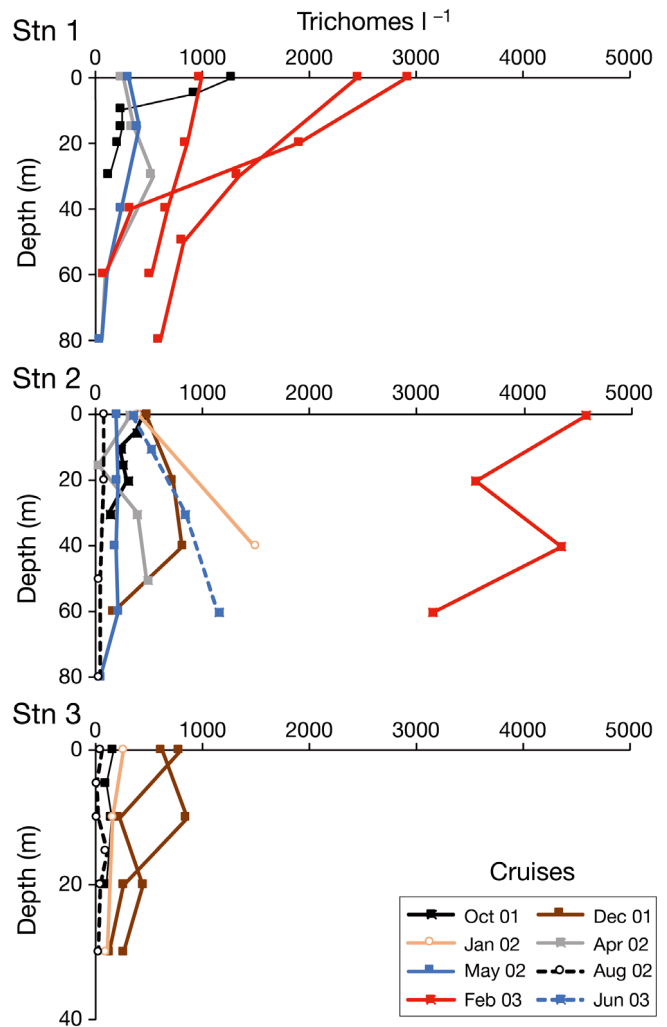 Stn 1
Trichomes l⁻¹
0 1000 2000 3000 4000 5000
0
20
40
60
80
Depth (m)
Stn 2
0 1000 2000 3000 4000 5000
0
20
40
60
80
Depth (m)
Stn 3
0 1000 2000 3000 4000 5000
0
20
40
Depth (m)
Cruises
Oct 01 Dec 01
Jan 02 Apr 02
May 02 Aug 02
Feb 03 Jun 03